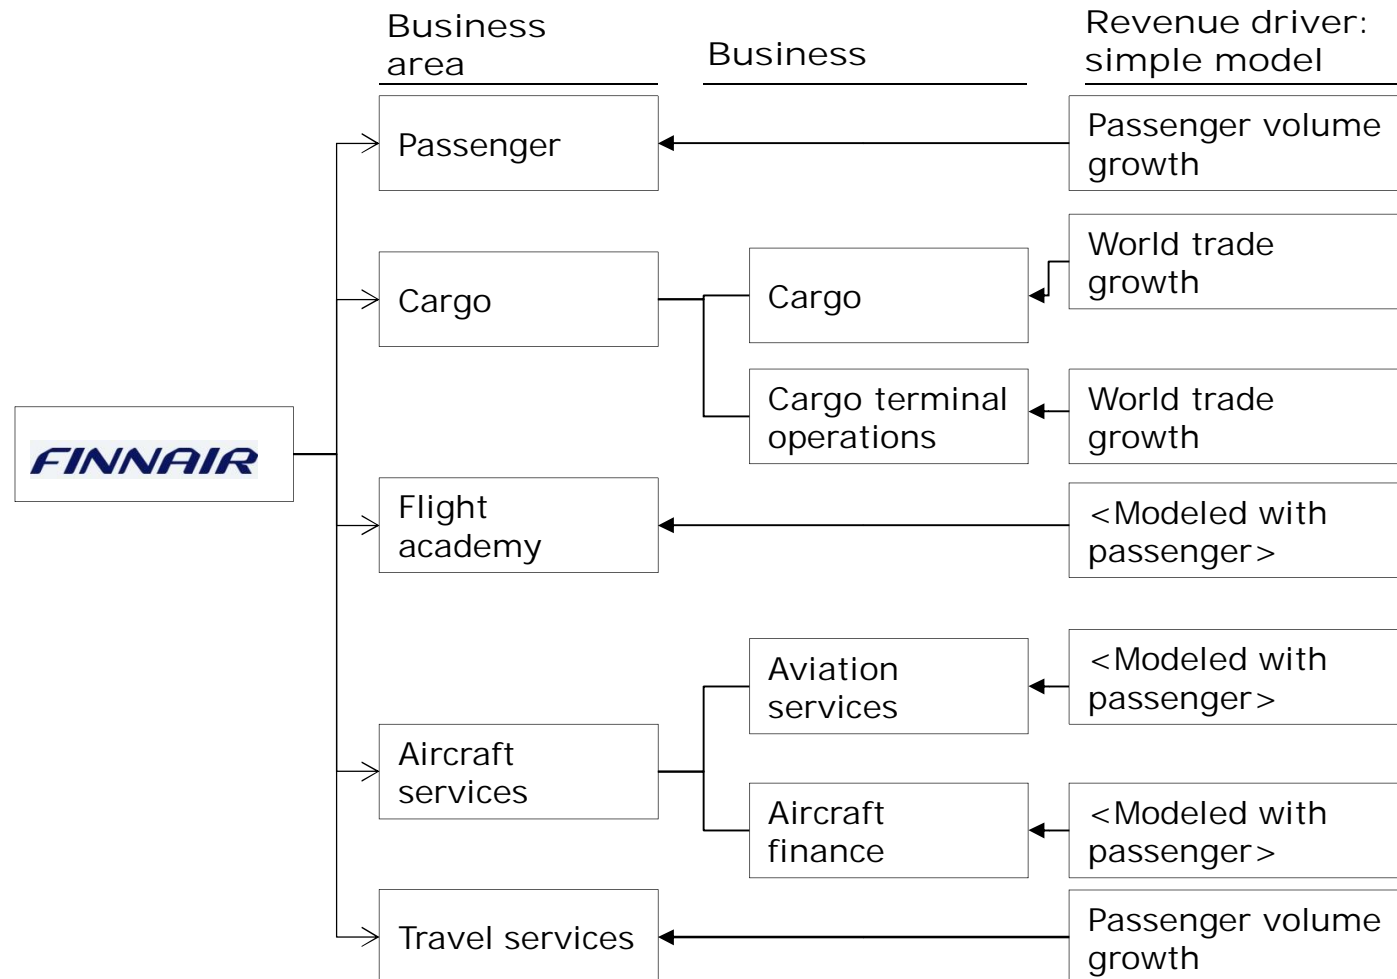 Business
area
Business
Revenue driver:
simple model
Passenger
Passenger volume
growth
Cargo
Cargo
World trade
growth
Cargo terminal
operations
World trade
growth
FINNAIR
Flight
academy
<Modeled with
passenger>
Aircraft
services
Aviation
services
<Modeled with
passenger>
Aircraft
finance
<Modeled with
passenger>
Travel services
Passenger volume
growth